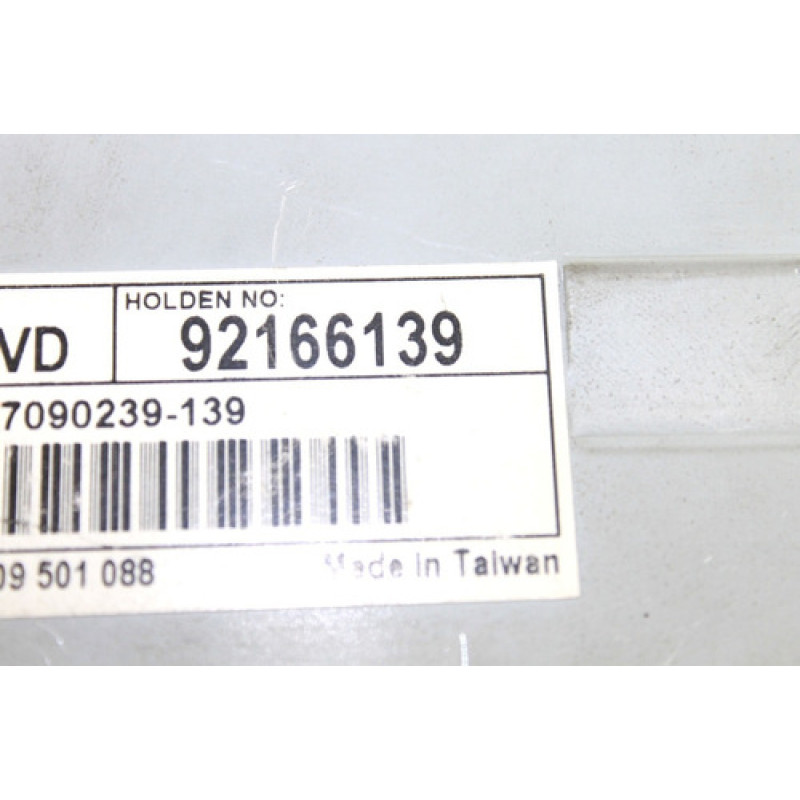 VD
HOLDEN NO:
92166139
7090239-139
09 501 088
Made In Taiwan